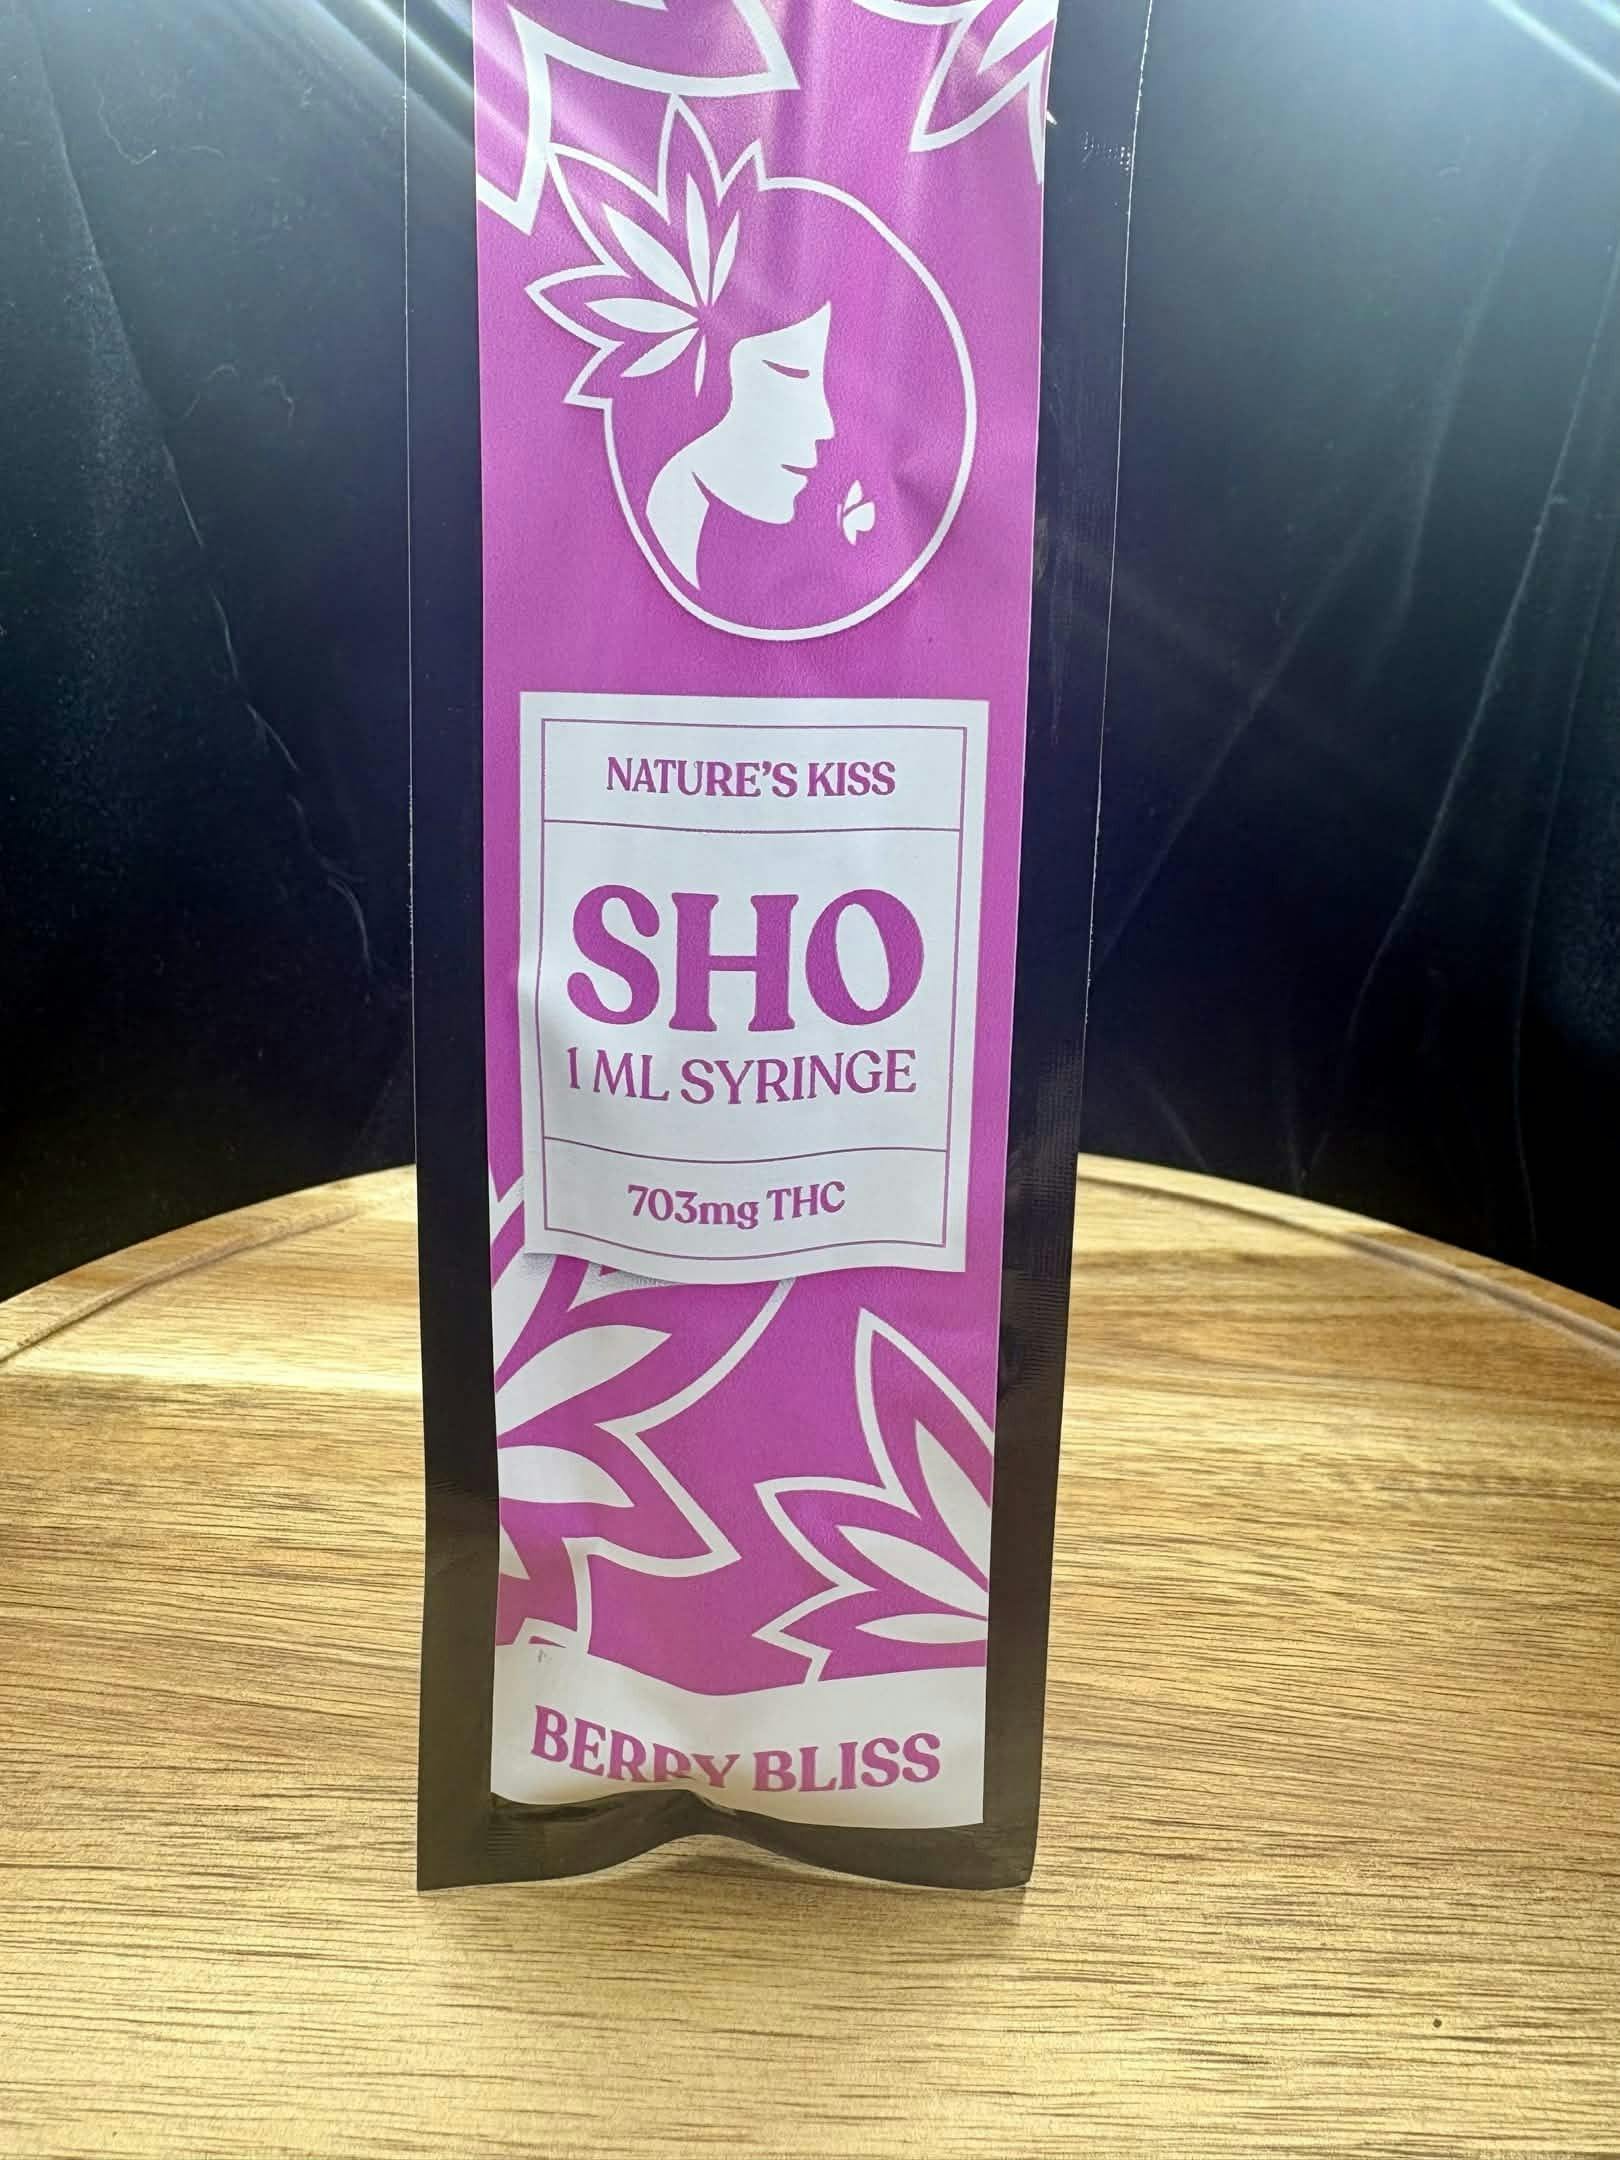 NATURE'S KISS
SHO
1 ML SYRINGE
703mg THC
BERRY BLISS